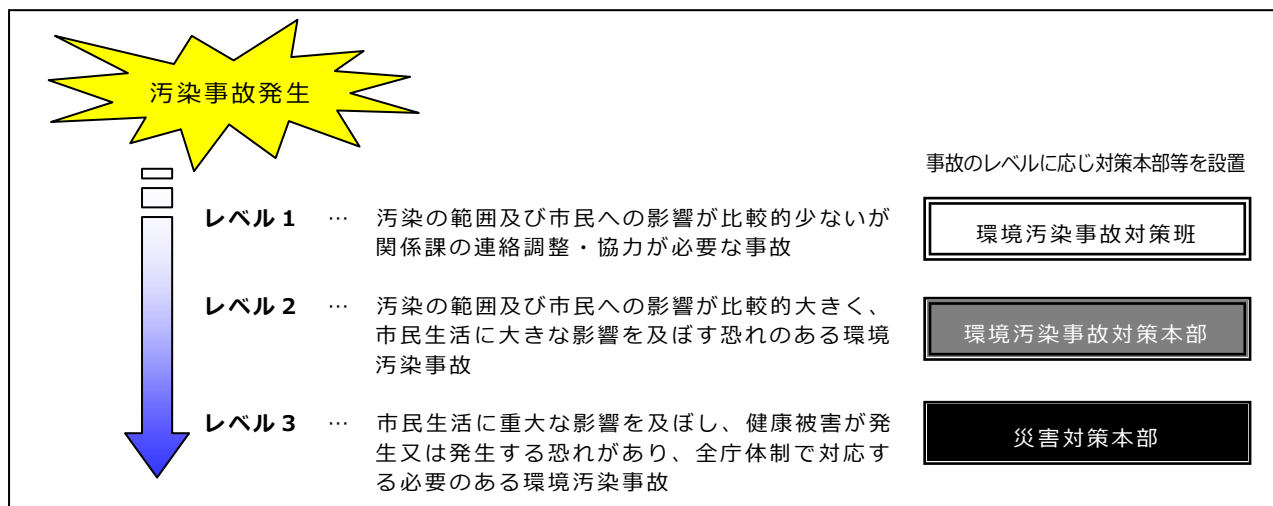 汚染事故発生
事故のレベルに応じ対策本部等を設置
レベル１ … 汚染の範囲及び市民への影響が比較的少ないが
関係課の連絡調整・協力が必要な事故
環境汚染事故対策班
レベル２ … 汚染の範囲及び市民への影響が比較的大きく、
市民生活に大きな影響を及ぼす恐れのある環境
汚染事故
環境汚染事故対策本部
レベル３ … 市民生活に重大な影響を及ぼし、健康被害が発
生又は発生する恐れがあり、全庁体制で対応す
る必要のある環境汚染事故
災害対策本部